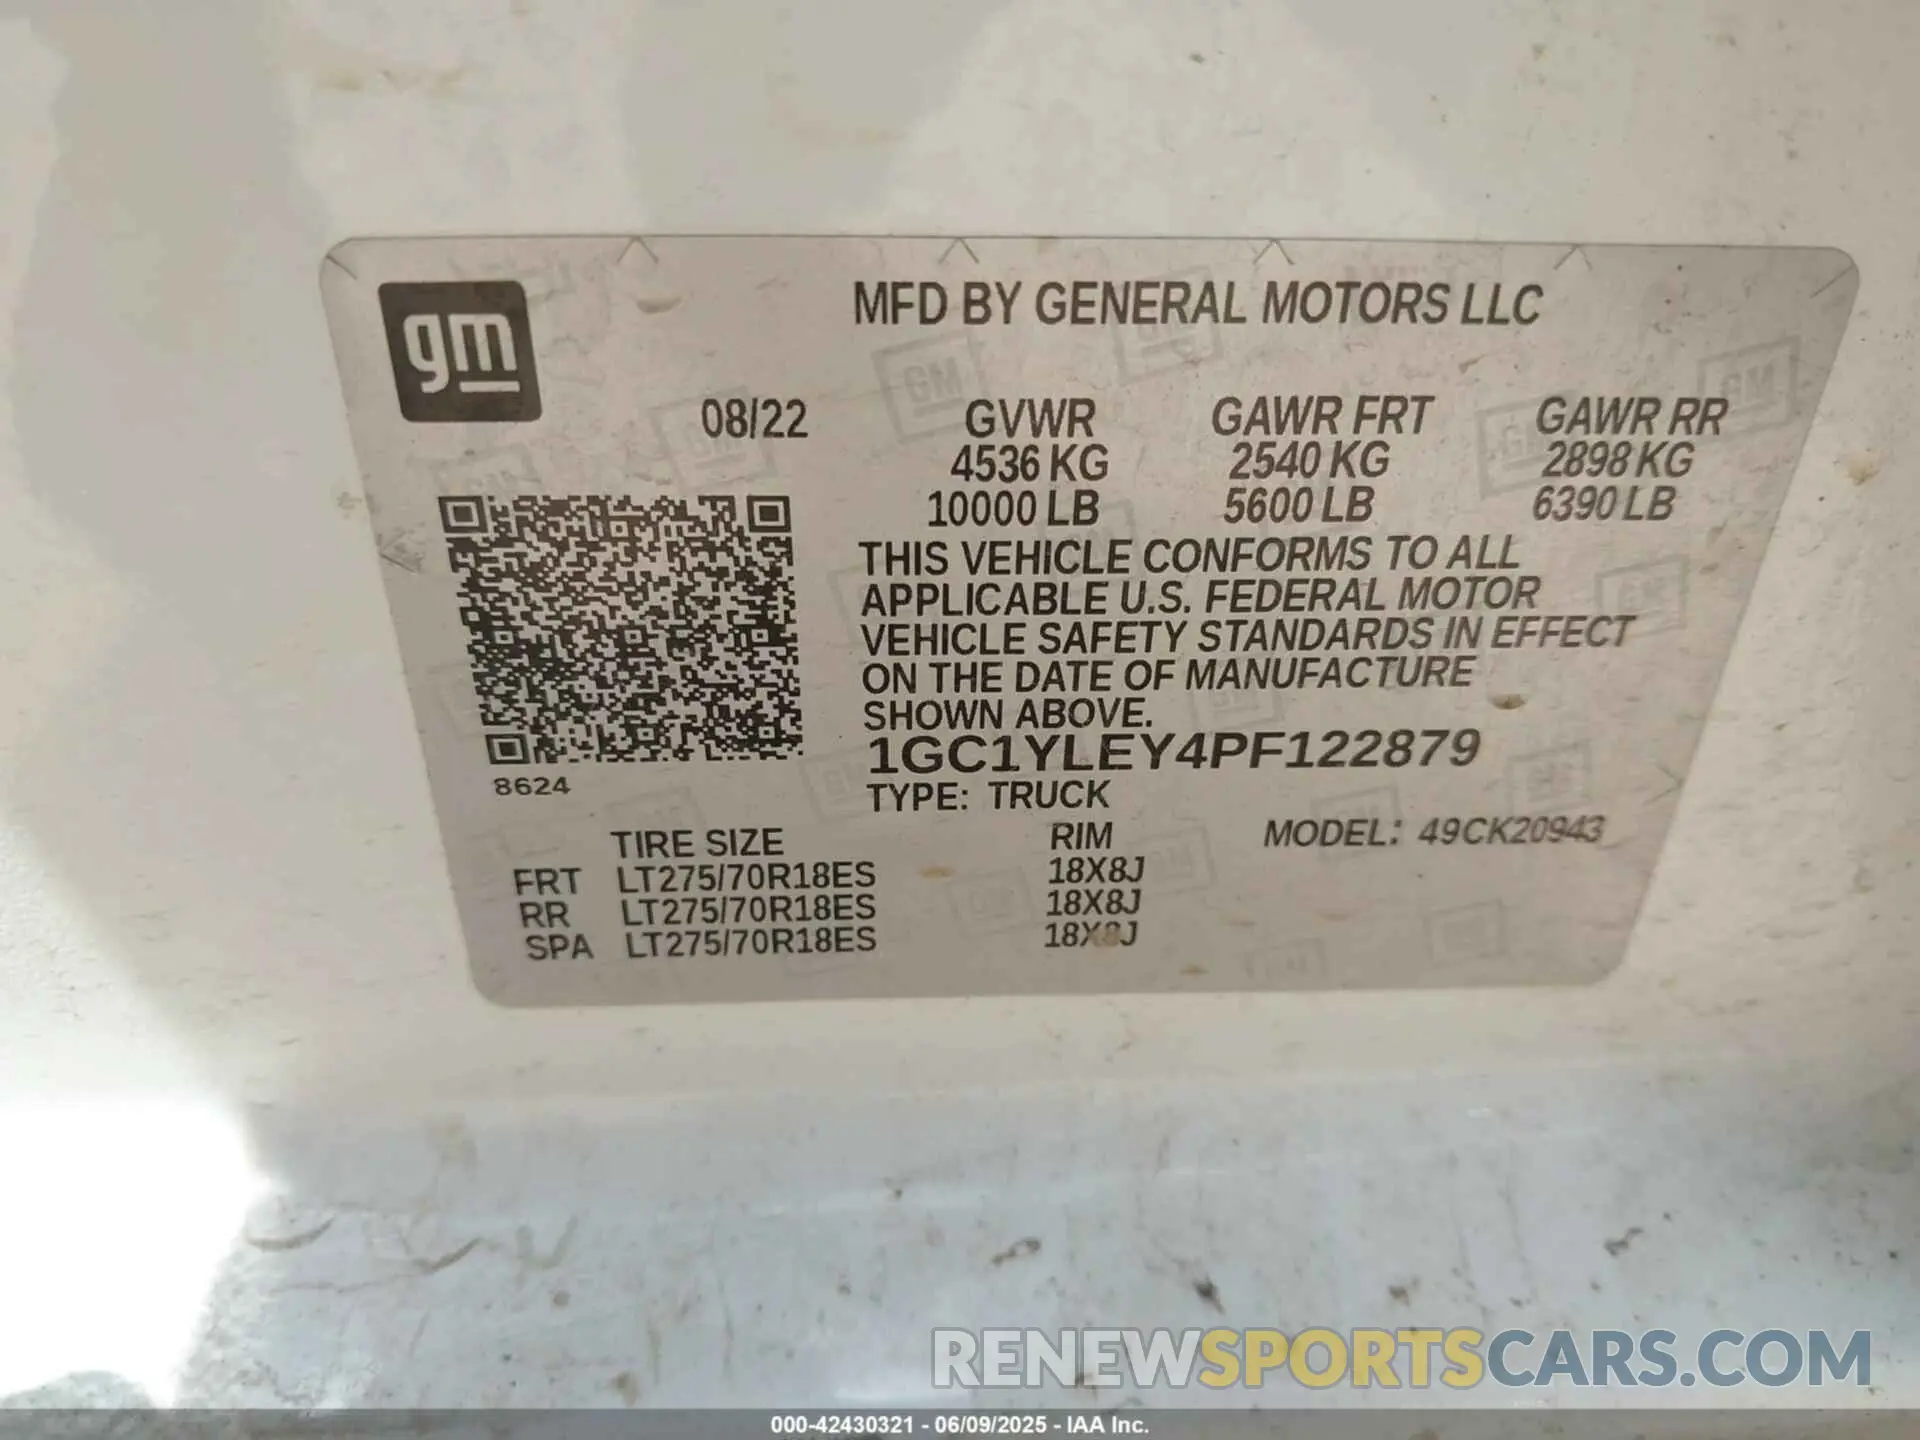 gm
MFD BY GENERAL MOTORS LLC
08/22 GVWR GAWR FRT GAWR RR
4536 KG 2540 KG 2898 KG
10000 LB 5600 LB 6390 LB
THIS VEHICLE CONFORMS TO ALL
APPLICABLE U.S. FEDERAL MOTOR
VEHICLE SAFETY STANDARDS IN EFFECT
ON THE DATE OF MANUFACTURE
SHOWN ABOVE.
1GC1YLEY4PF122879
8624
TYPE: TRUCK
TIRE SIZE RIM MODEL: 49CK20943
FRT LT275/70R18ES 18X8J
RR LT275/70R18ES 18X8J
SPA LT275/70R18ES 18X8J
RENEWSPORTSCARS.COM
000-42430321 - 06/09/2025 - IAA Inc.